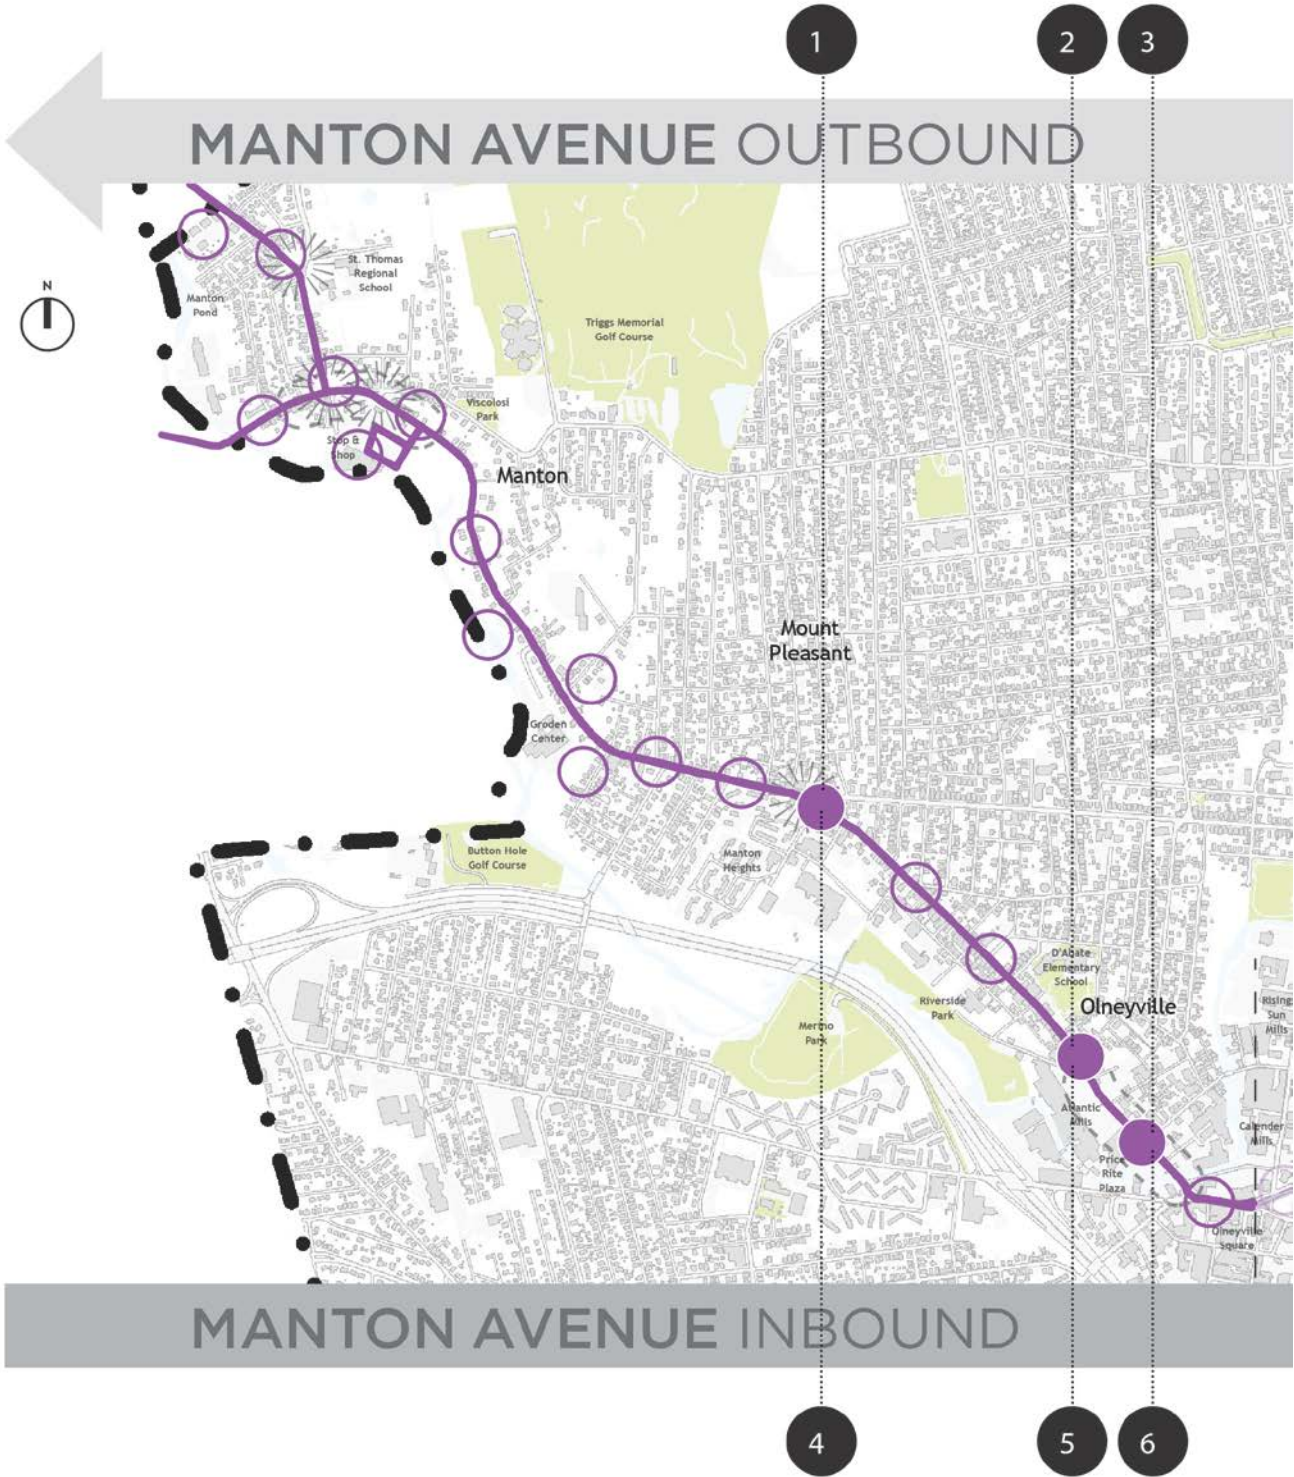 1
2
3
MANTON AVENUE OUTBOUND
St. Thomas
Regional
School
N
Manton
Pond
Triggs Memorial
Golf Course
Viscolosi
Park
Stop &
Shop
Manton
Mount
Pleasant
Groden
Center
Button Hole
Golf Course
Manton
Heights
D'Abate
Elementary
School
Riverside
Park
Olneyville
Rising
Sun
Mills
Merino
Park
Atlantic
Mills
Calender
Mills
Price
Rite
Plaza
Olneyville
Square
MANTON AVENUE INBOUND
4
5
6